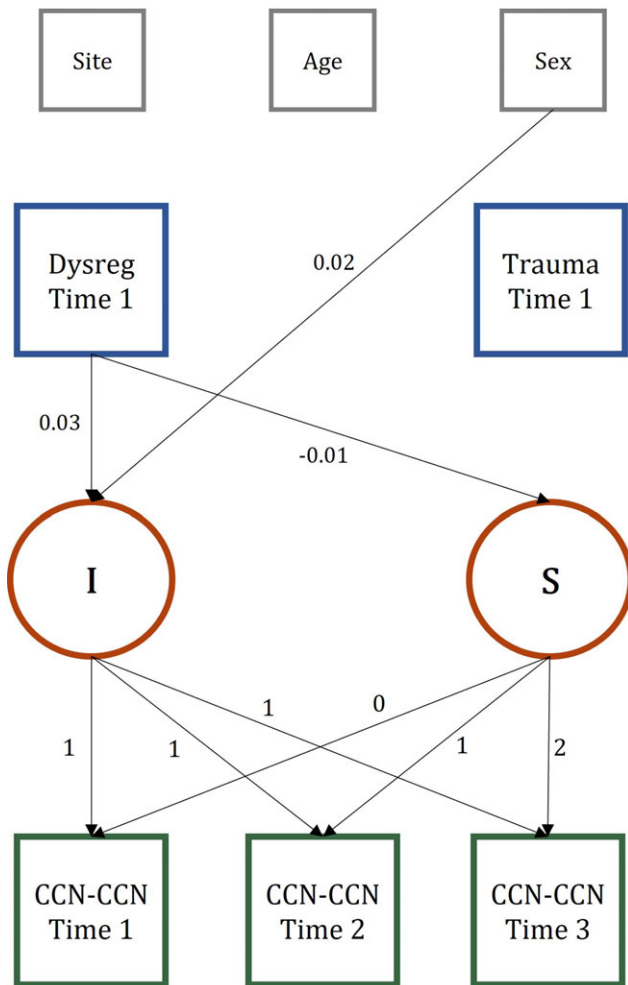 Site
Age
Sex
Dysreg
Time 1
Trauma
Time 1
0.02
0.03
-0.01
I
S
1
1
1
0
1
2
CCN-CCN
Time 1
CCN-CCN
Time 2
CCN-CCN
Time 3